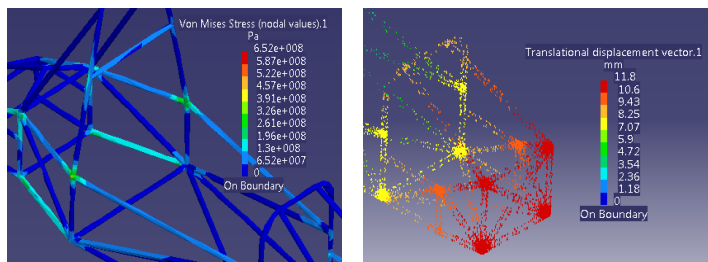 Von Mises Stress (nodal values).1
Pa
6.52e+008
5.87e+008
5.22e+008
4.57e+008
3.91e+008
3.26e+008
2.61e+008
1.96e+008
1.3e+008
6.52e+007
0
On Boundary
Translational displacement vector.1
mm
11.8
10.6
9.43
8.25
7.07
5.9
4.72
3.54
2.36
1.18
0
On Boundary